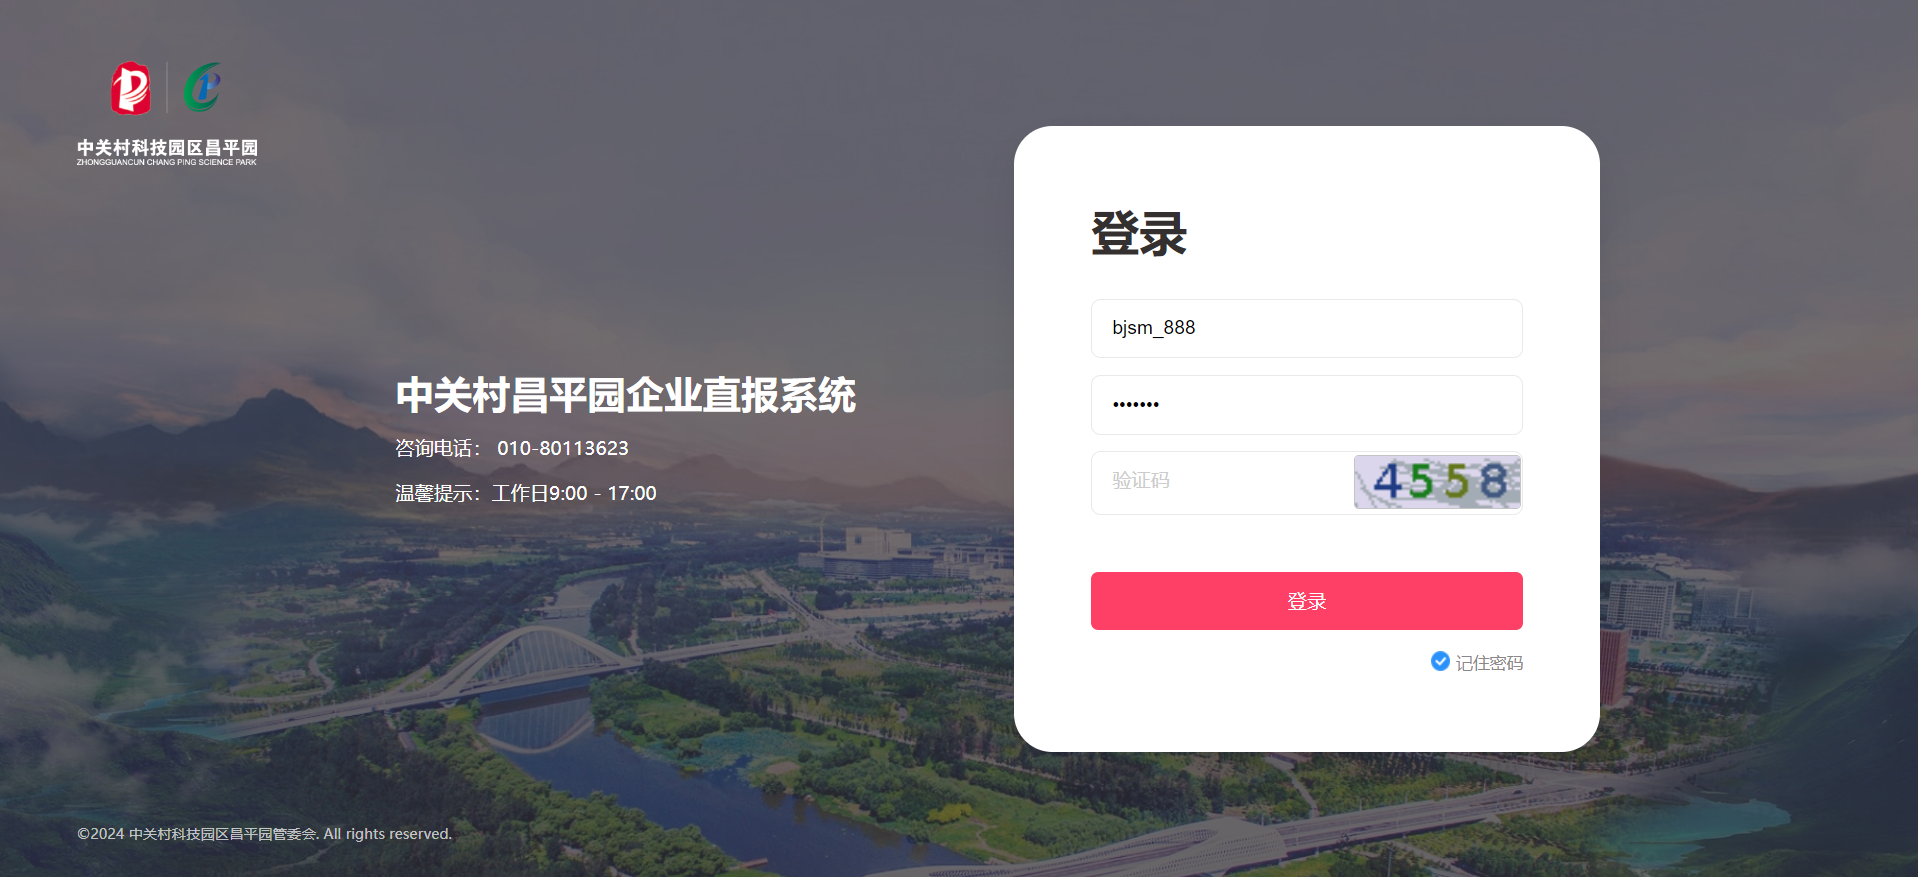 中关村科技园区昌平园
ZHONGGUANCUN CHANG PING SCIENCE PARK
中关村昌平园企业直报系统
咨询电话： 010-80113623
温馨提示：工作日9:00 - 17:00
登录
bjsm_888
•••••••
验证码
4558
登录
记住密码
©2024 中关村科技园区昌平园管委会. All rights reserved.